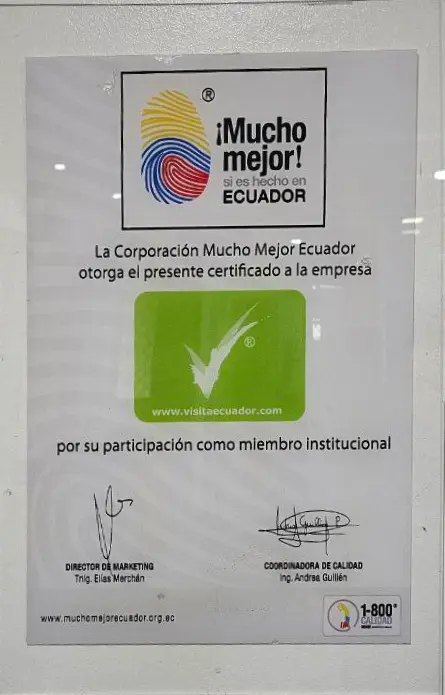 ®
¡Mucho
mejor!
si es hecho en
ECUADOR
La Corporación Mucho Mejor Ecuador
otorga el presente certificado a la empresa
®
www.visitaecuador.com
por su participación como miembro institucional
DIRECTOR DE MARKETING
Tnlg. Elías Merchán
COORDINADORA DE CALIDAD
Ing. Andrea Guillén
www.muchomejorecuador.org.ec
1-800
CALIDAD